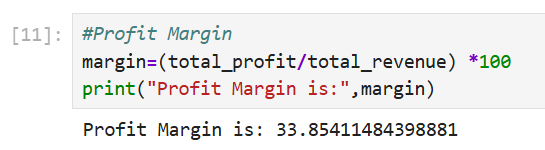 [11]: #Profit Margin
margin=(total_profit/total_revenue) *100
print("Profit Margin is:",margin)
Profit Margin is: 33.85411484398881